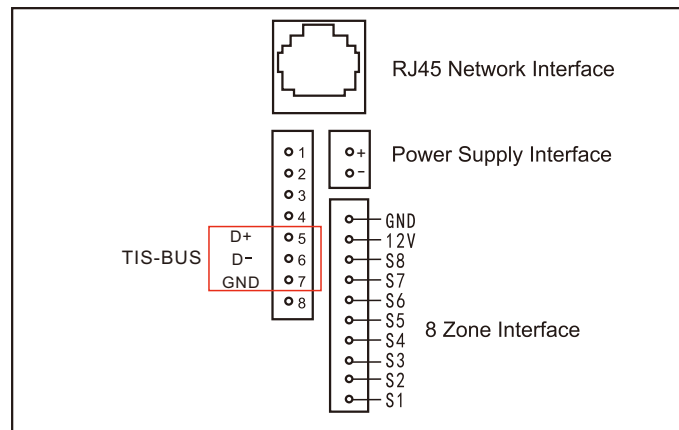 RJ45 Network Interface
1
2
3
4
5
6
7
8
+
-
Power Supply Interface
TIS-BUS
D+
D-
GND
GND
12V
S8
S7
S6
S5
S4
S3
S2
S1
8 Zone Interface